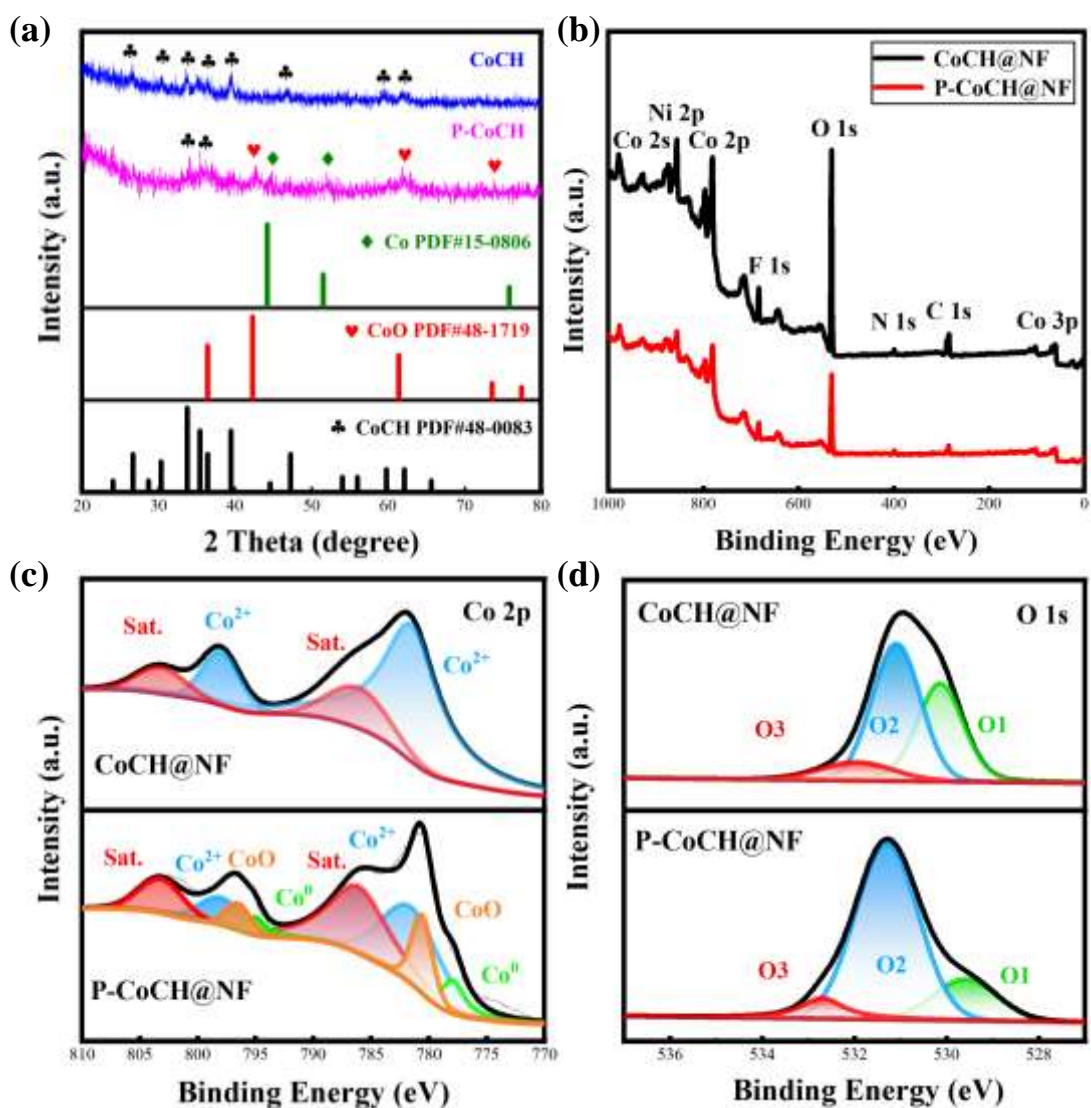 (a)
CoCH
P-CoCH
♦ Co PDF#15-0806
♥ CoO PDF#48-1719
♣ CoCH PDF#48-0083
Intensity (a.u.)
20 30 40 50 60 70 80
2 Theta (degree)
(b)
CoCH@NF
P-CoCH@NF
Ni 2p
Co 2s
Co 2p
O 1s
F 1s
N 1s
C 1s
Co 3p
Intensity (a.u.)
1000 800 600 400 200 0
Binding Energy (eV)
(c)
Co 2p
Sat.
Co²⁺
Sat.
Co²⁺
CoCH@NF
Sat.
Co²⁺
CoO
Co⁰
Sat.
Co²⁺
CoO
Co⁰
P-CoCH@NF
Intensity (a.u.)
810 805 800 795 790 785 780 775 770
Binding Energy (eV)
(d)
CoCH@NF
O 1s
O3
O2
O1
P-CoCH@NF
O3
O2
O1
Intensity (a.u.)
536 534 532 530 528
Binding Energy (eV)